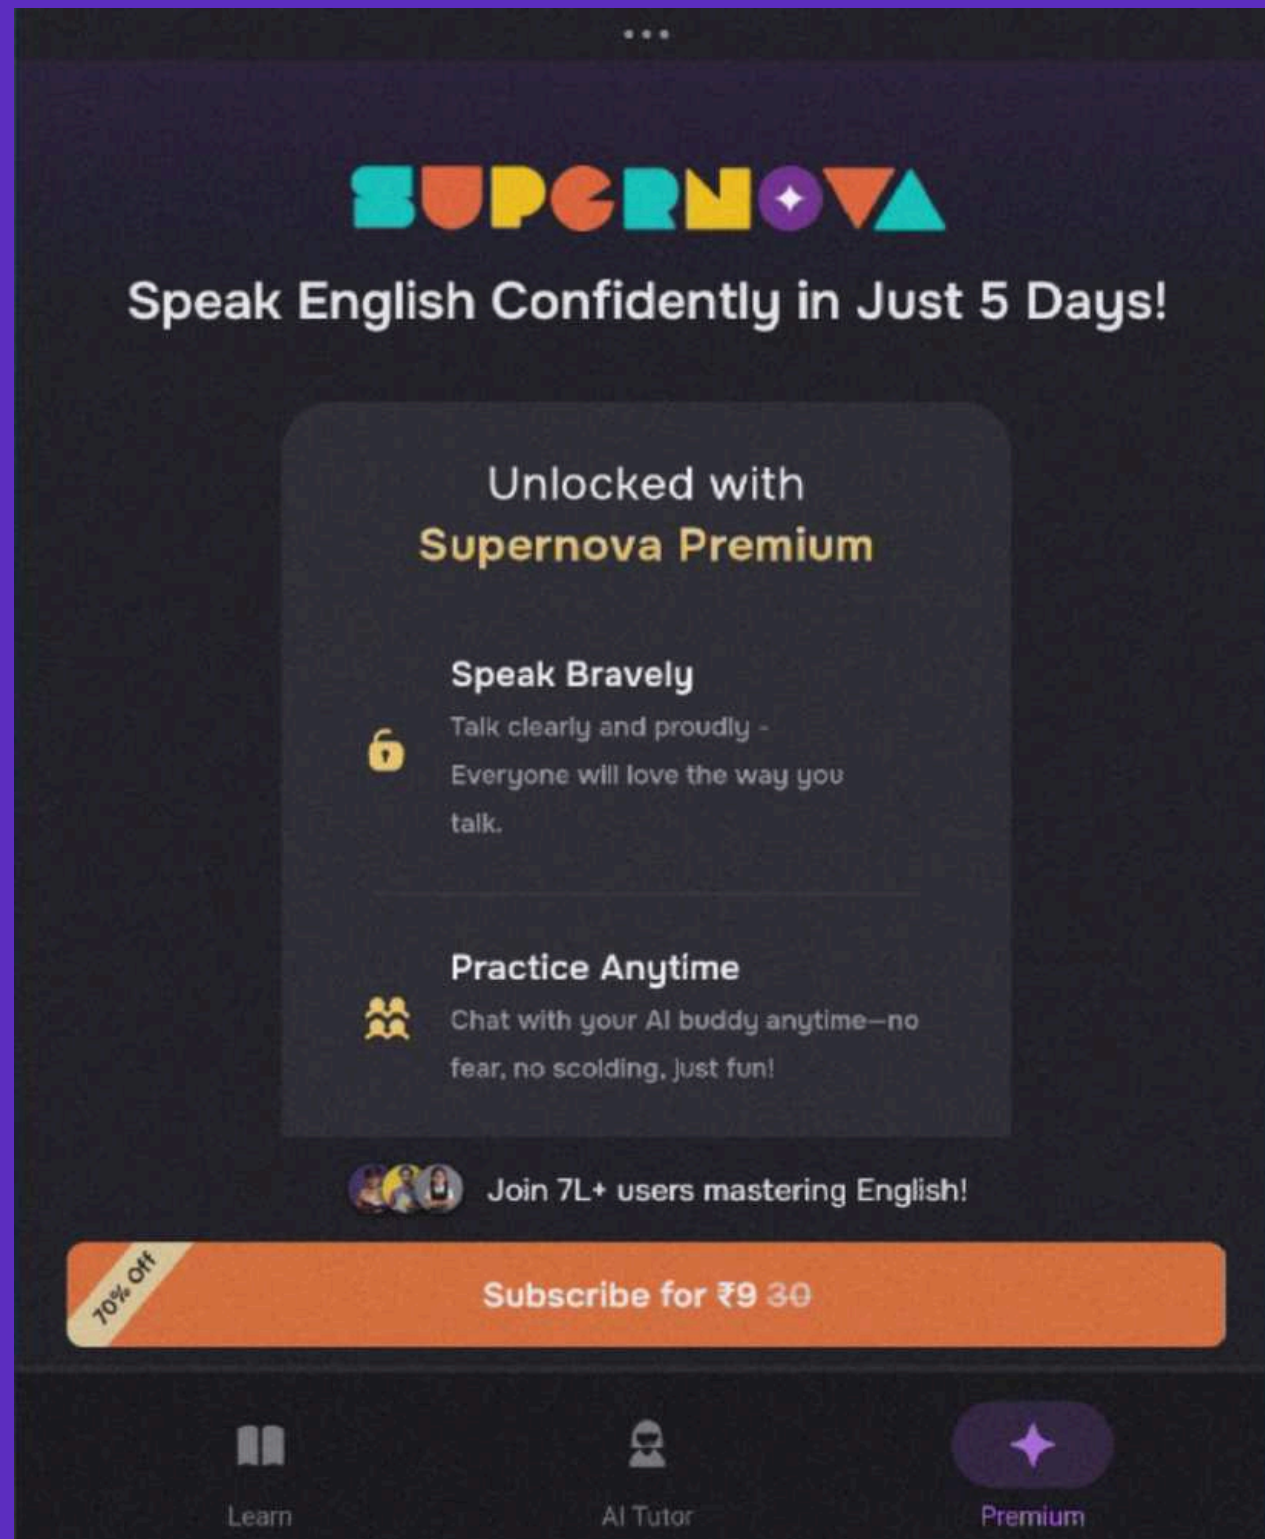 SUPERNOVA
Speak English Confidently in Just 5 Days!
Unlocked with
Supernova Premium
Speak Bravely
Talk clearly and proudly -
Everyone will love the way you
talk.
Practice Anytime
Chat with your AI buddy anytime—no
fear, no scolding, just fun!
Join 7L+ users mastering English!
70% Off
Subscribe for ₹9 30
Learn
AI Tutor
Premium